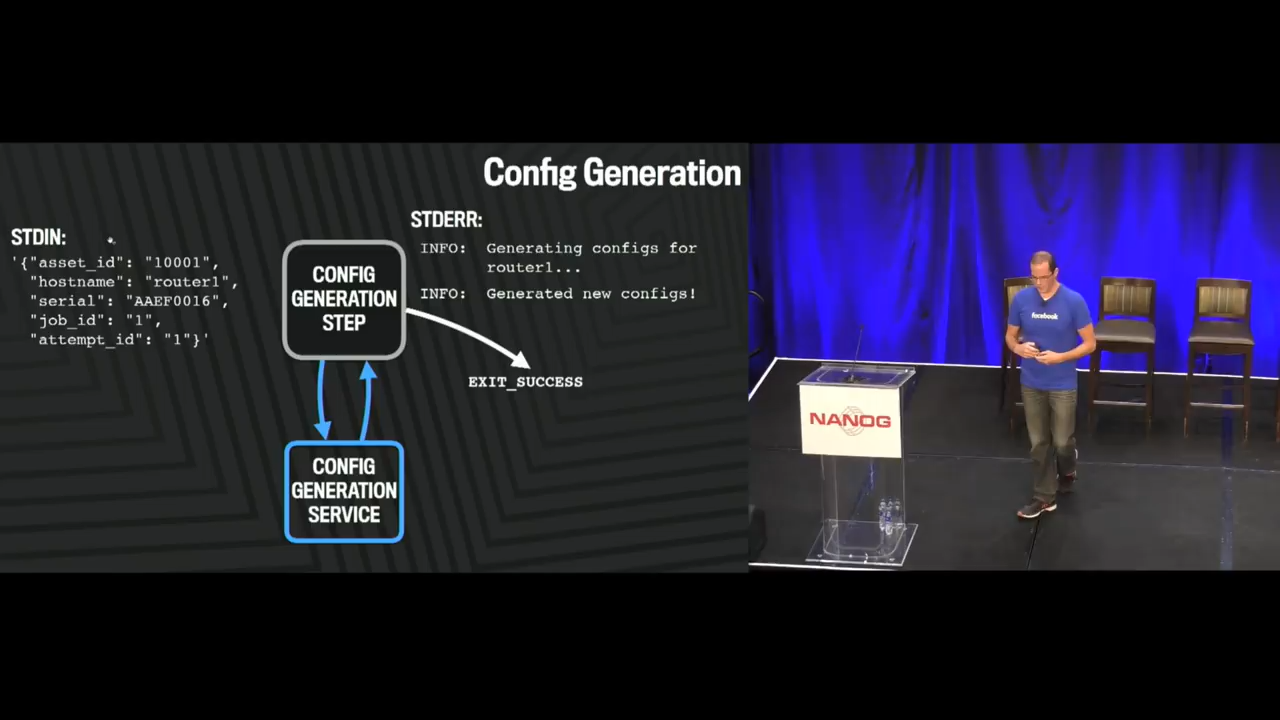 Config Generation
STDIN:
'{"asset_id": "10001",
"hostname": "router1",
"serial": "AAEF0016",
"job_id": "1",
"attempt_id": "1"}'
CONFIG
GENERATION
STEP
STDERR:
INFO: Generating configs for
router1...
INFO: Generated new configs!
EXIT_SUCCESS
CONFIG
GENERATION
SERVICE
facebook
NANOG